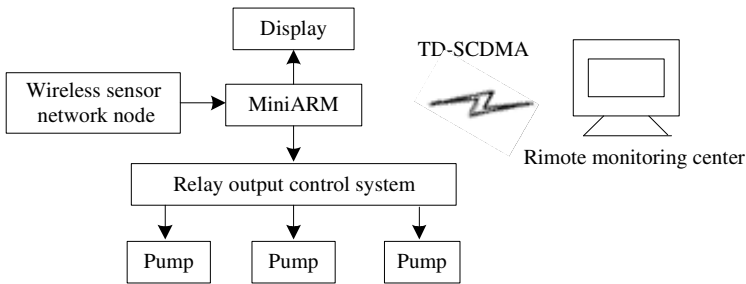 Display
TD-SCDMA
Wireless sensor
network node
MiniARM
Rimote monitoring center
Relay output control system
Pump
Pump
Pump